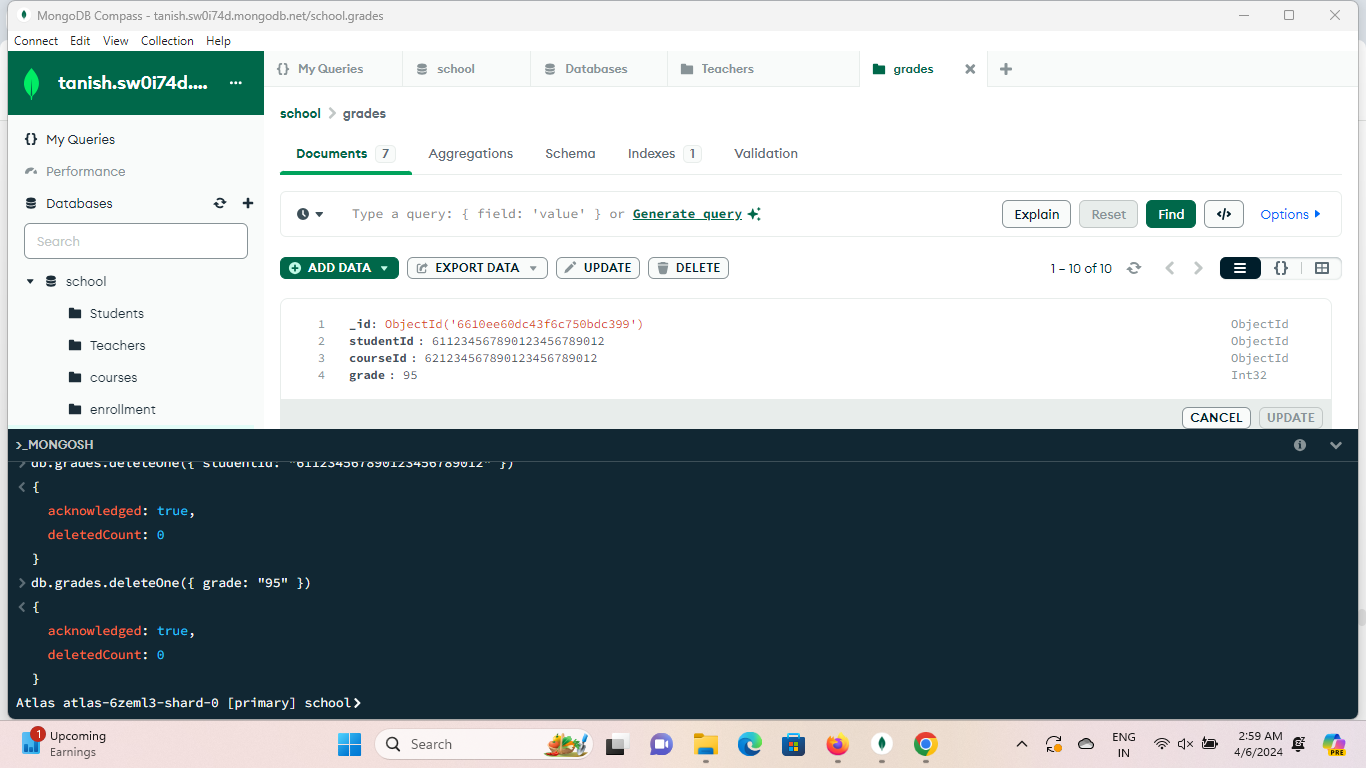 MongoDB Compass - tanish.sw0i74d.mongodb.net/school.grades
Connect Edit View Collection Help
tanish.sw0i74d.... ...
{} My Queries
school
Databases
Teachers
grades
school > grades
My Queries
Performance
Databases
Search
school
Students
Teachers
courses
enrollment
Documents 7 Aggregations Schema Indexes 1 Validation
Type a query: { field: 'value' } or Generate query
Explain Reset Find </> Options
ADD DATA EXPORT DATA UPDATE DELETE
1 – 10 of 10 {}
1 _id: ObjectId('6610ee60dc43f6c750bdc399') ObjectId
2 studentId : 611234567890123456789012 ObjectId
3 courseId : 621234567890123456789012 ObjectId
4 grade : 95 Int32
CANCEL UPDATE
>_MONGOSH
> db.grades.deleteOne({ studentId: "611234567890123456789012" })
< {
acknowledged: true,
deletedCount: 0
}
> db.grades.deleteOne({ grade: "95" })
< {
acknowledged: true,
deletedCount: 0
}
Atlas atlas-6zeml3-shard-0 [primary] school>
1
Upcoming
Earnings
Search
ENG
IN
2:59 AM
4/6/2024
PRE